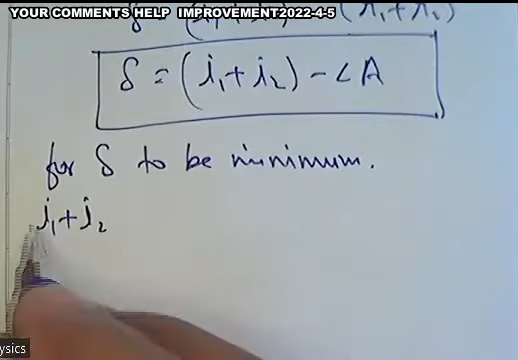 YOUR COMMENTS HELP IMPROVEMENT2022-4-5
δ = (i₁+i₂) - ∠A
for δ to be minimum.
i₁+i₂
ysics